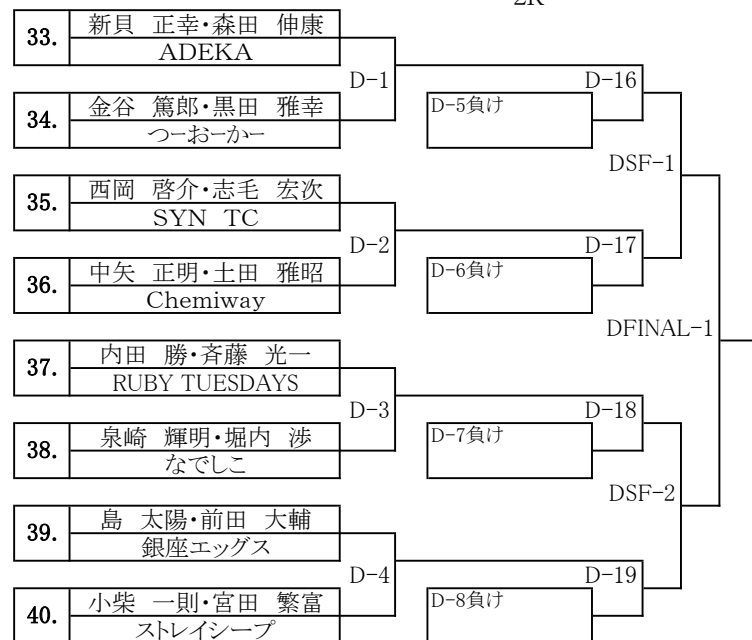 2R
33.
新貝　正幸・森田　伸康
ADEKA
D-1
D-16
34.
金谷　篤郎・黒田　雅幸
つーおーかー
D-5負け
DSF-1
35.
西岡　啓介・志毛　宏次
SYN　TC
D-2
D-17
36.
中矢　正明・土田　雅昭
Chemiway
D-6負け
DFINAL-1
37.
内田　勝・斉藤　光一
RUBY TUESDAYS
D-3
D-18
38.
泉崎　輝明・堀内　渉
なでしこ
D-7負け
DSF-2
39.
島　太陽・前田　大輔
銀座エッグス
D-4
D-19
40.
小柴　一則・宮田　繁富
ストレイシープ
D-8負け